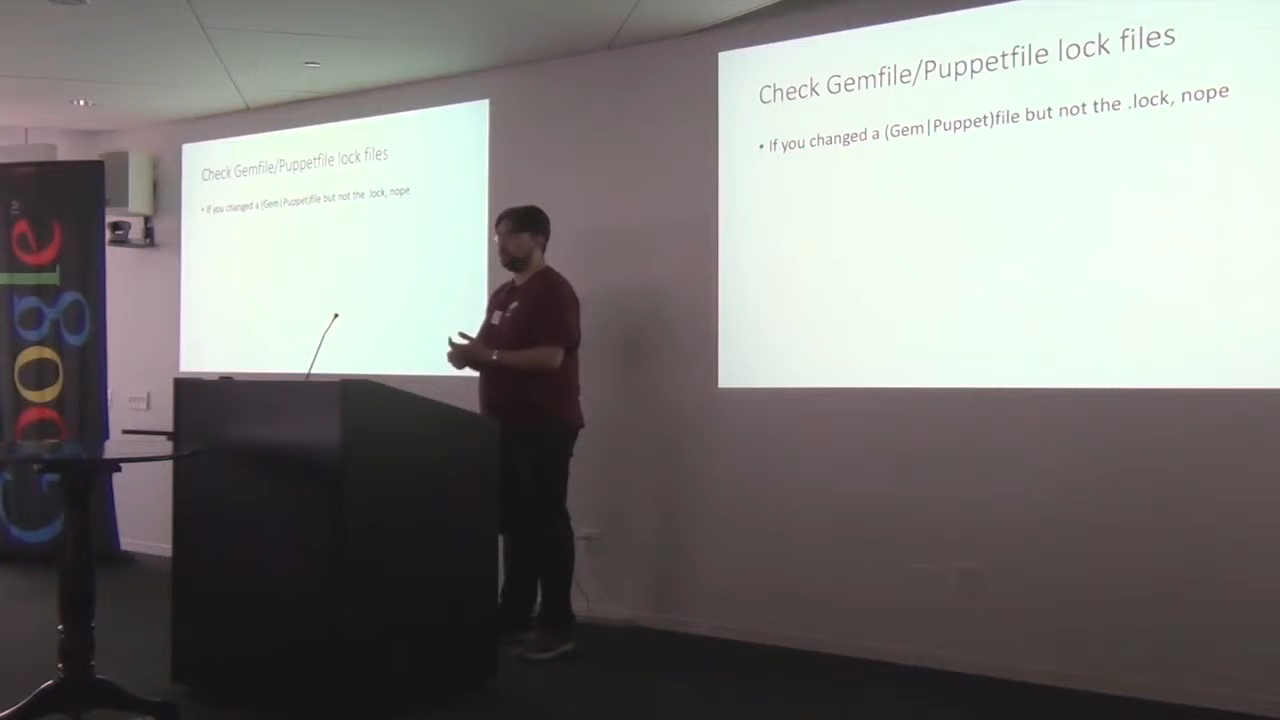 Check Gemfile/Puppetfile lock files
• If you changed a (Gem|Puppet)file but not the .lock, nope
Check Gemfile/Puppetfile lock files
• If you changed a (Gem|Puppet)file but not the .lock, nope
Google™